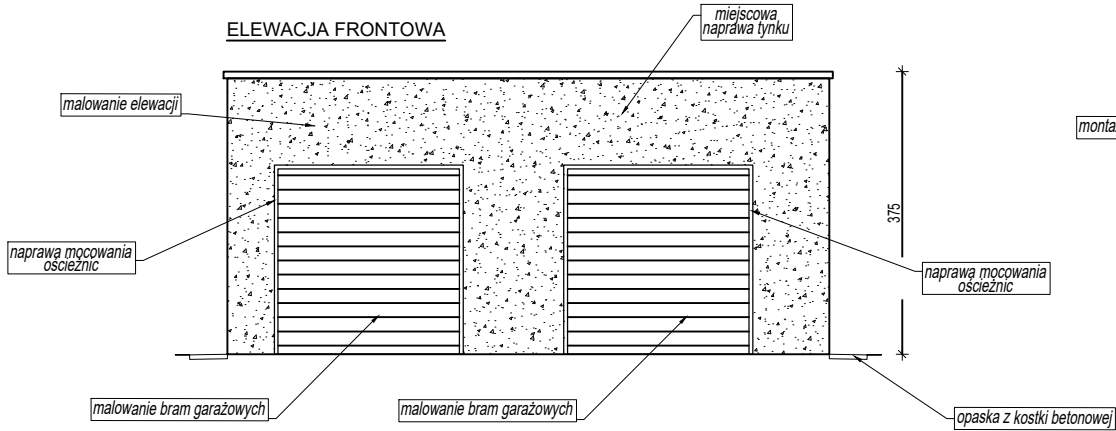 ELEWACJA FRONTOWA
miejscowa
naprawa tynku
malowanie elewacji
375
naprawa mocowania
ościeżnic
naprawa mocowania
ościeżnic
malowanie bram garażowych
malowanie bram garażowych
opaska z kostki betonowej